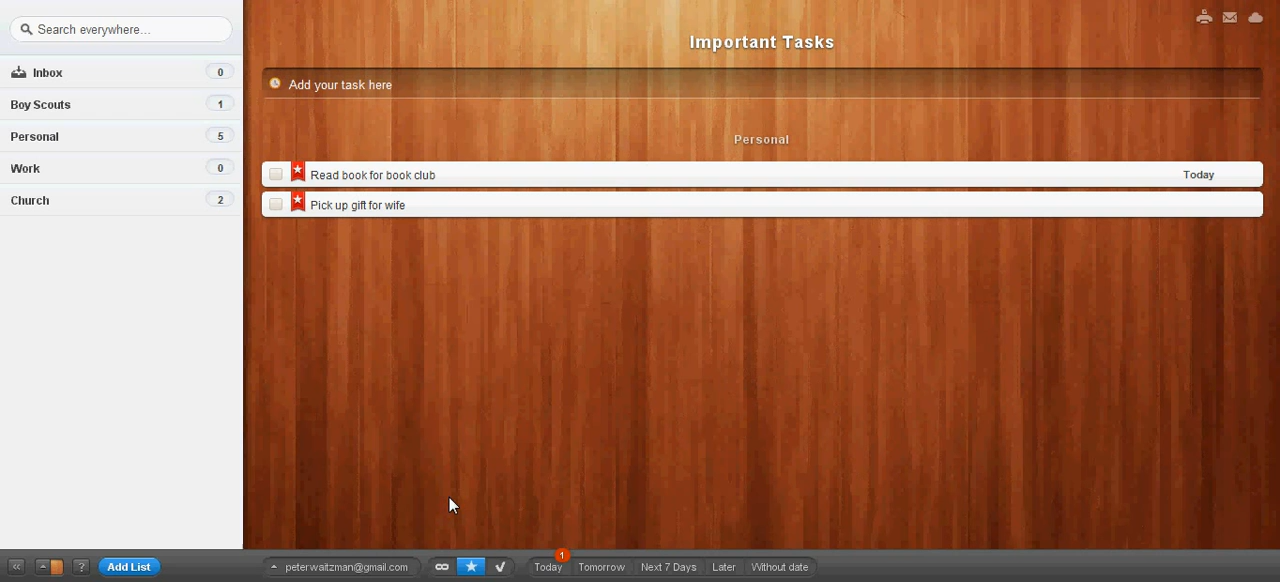 Search everywhere...
Inbox 0
Boy Scouts 1
Personal 5
Work 0
Church 2
Important Tasks
Add your task here
Personal
Read book for book club Today
Pick up gift for wife
? Add List peterwaitzman@gmail.com Today 1 Tomorrow Next 7 Days Later Without date